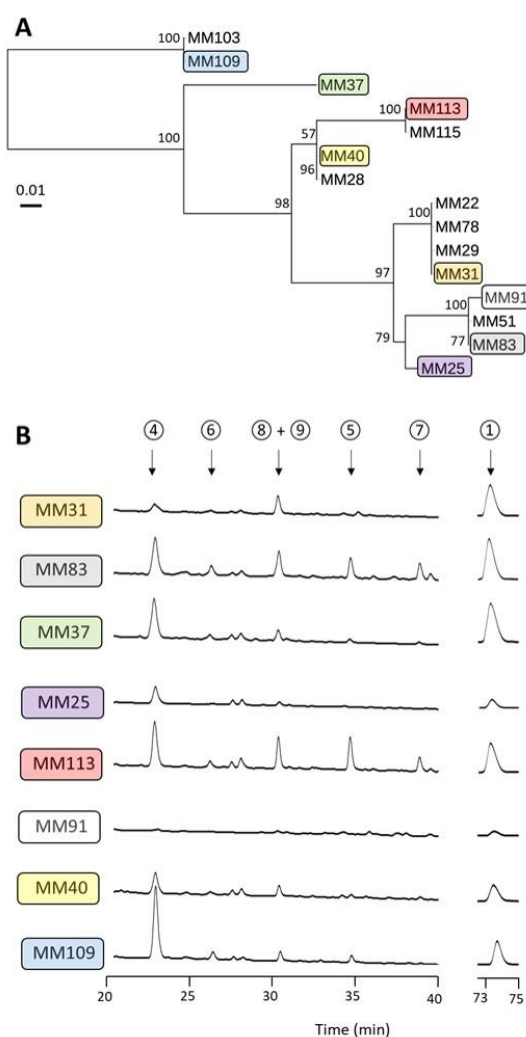 A
100 MM103
MM109
MM37
100
100 MM113
MM115
57
MM40
96
MM28
0.01
98
MM22
100
MM78
MM29
97
MM31
MM91
100
MM51
79
77 MM83
MM25
B
4 6 8 + 9 5 7 1
MM31
MM83
MM37
MM25
MM113
MM91
MM40
MM109
20 25 30 35 40 73 75
Time (min)